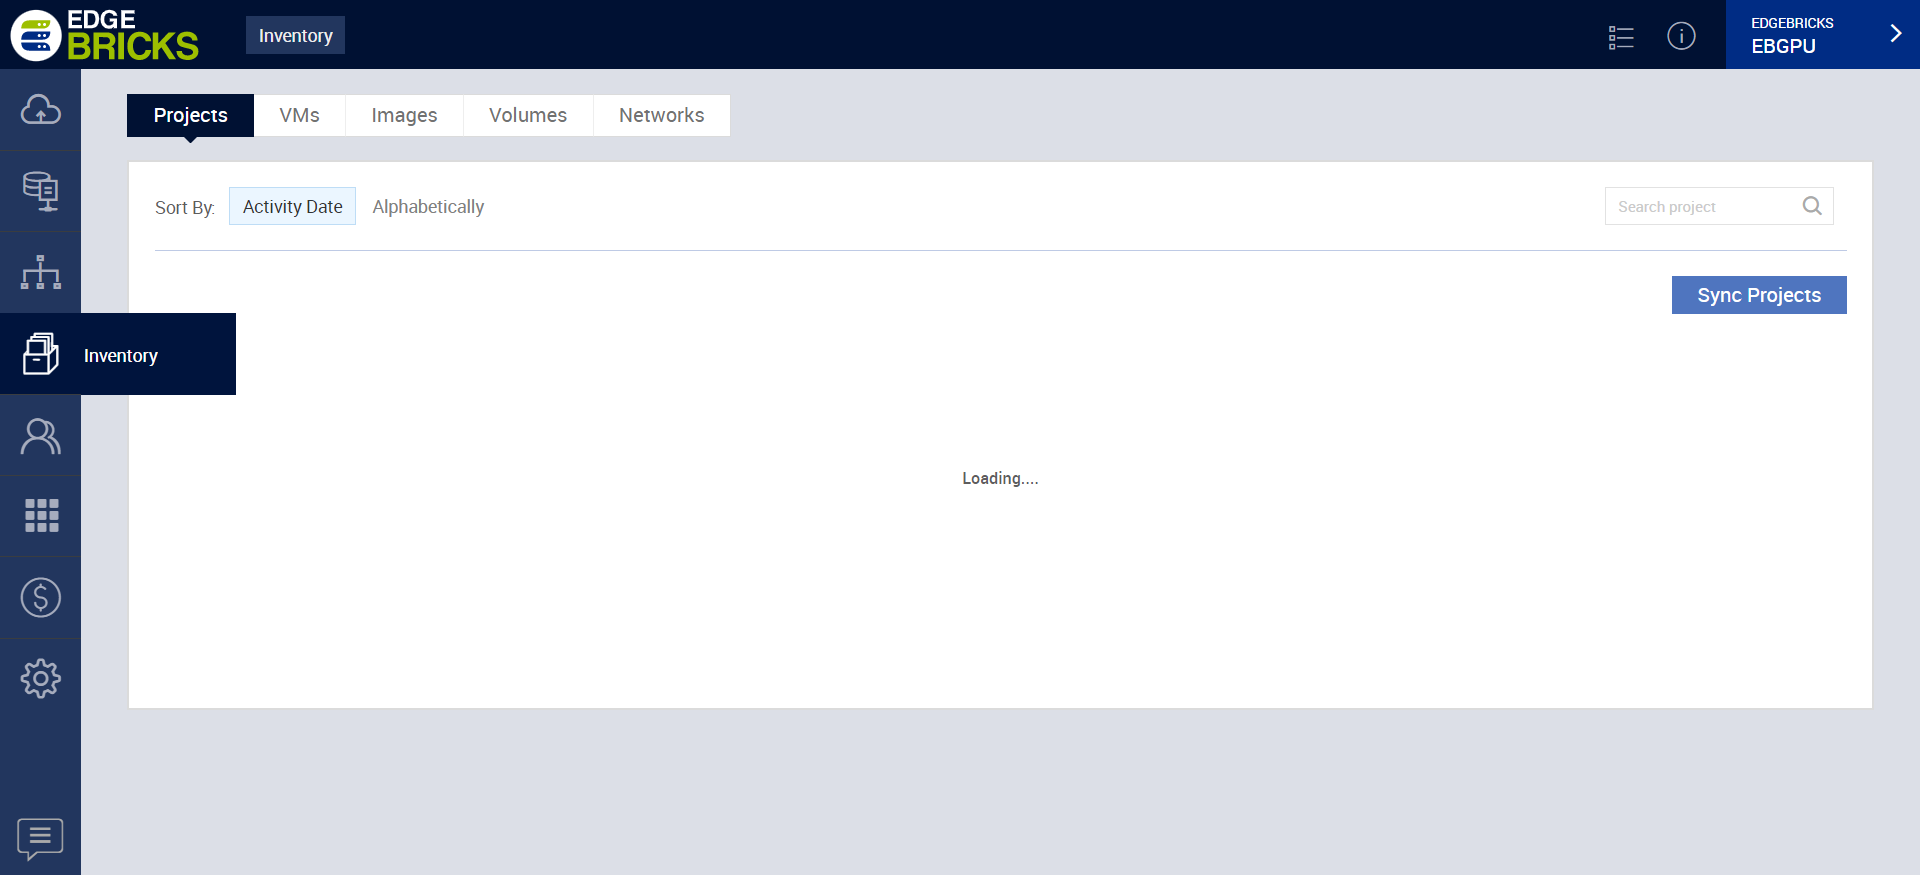 EDGE
BRICKS
Inventory
EDGEBRICKS
EBGPU
Projects
VMs
Images
Volumes
Networks
Sort By:
Activity Date
Alphabetically
Search project
Sync Projects
Inventory
Loading....